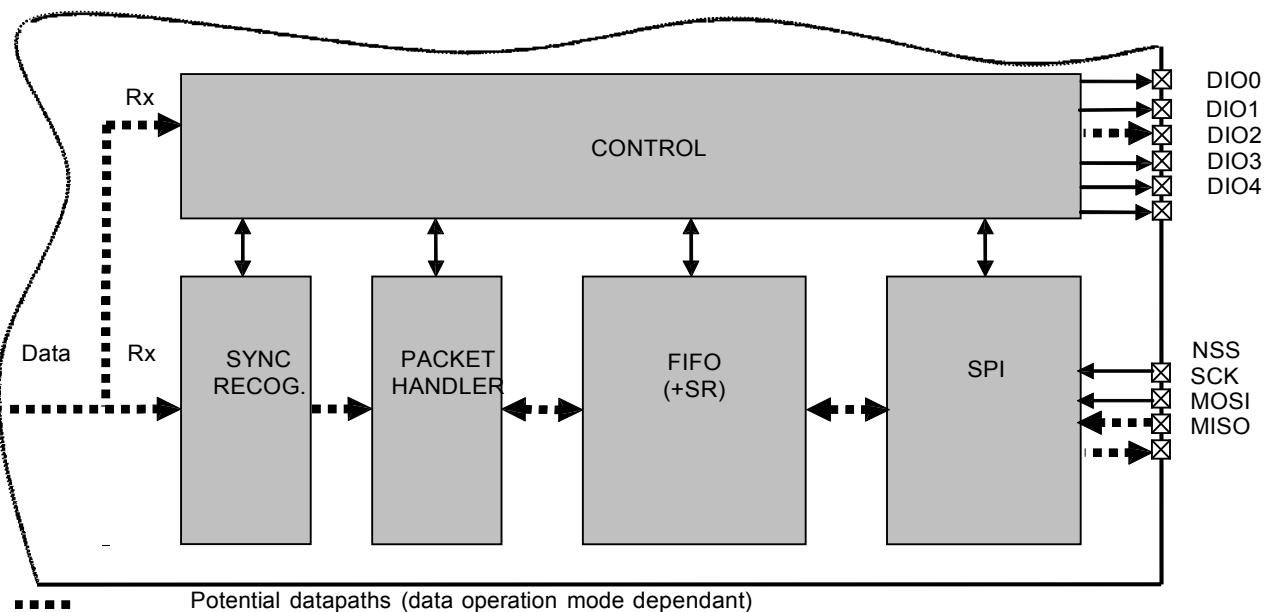 Rx
CONTROL
DIO0
DIO1
DIO2
DIO3
DIO4
Data
Rx
SYNC
RECOG.
PACKET
HANDLER
FIFO
(+SR)
SPI
NSS
SCK
MOSI
MISO
Potential datapaths (data operation mode dependant)